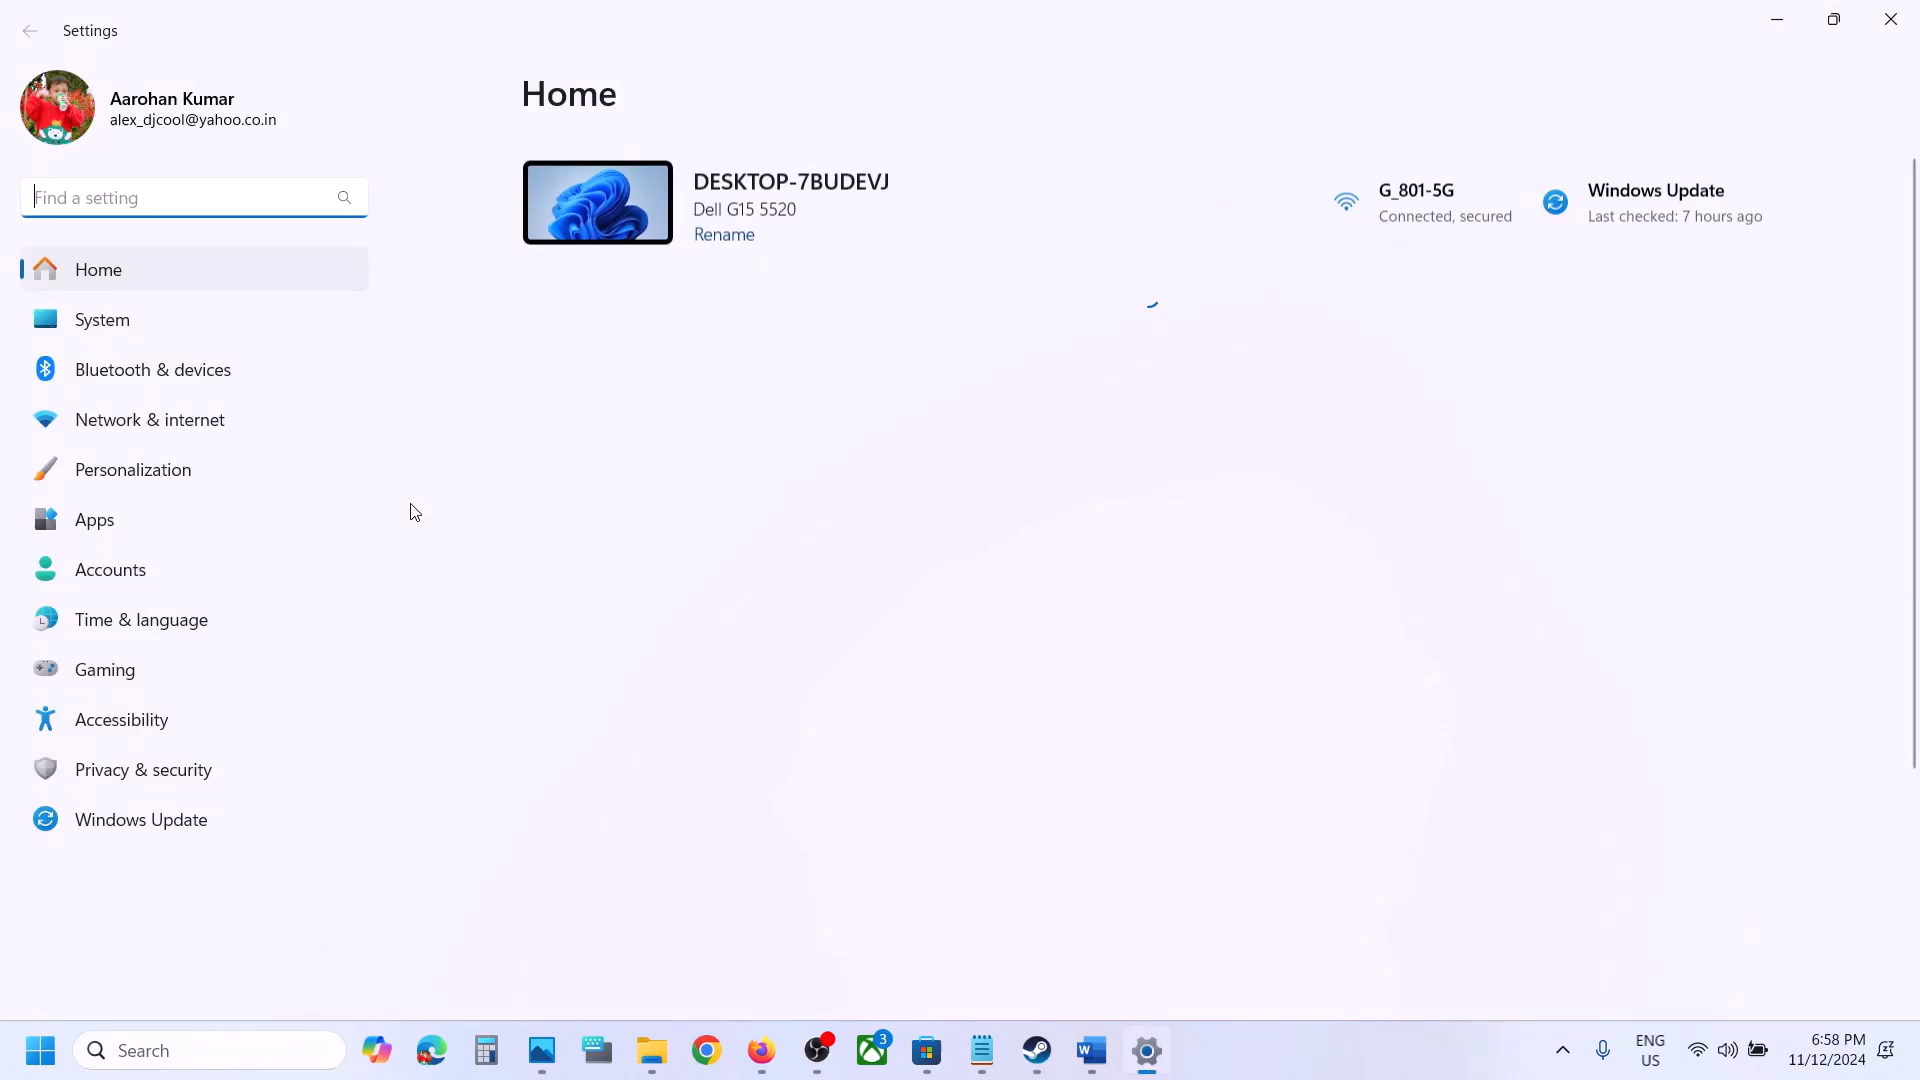 Settings
Aarohan Kumar
alex_djcool@yahoo.co.in
Find a setting
Home
System
Bluetooth & devices
Network & internet
Personalization
Apps
Accounts
Time & language
Gaming
Accessibility
Privacy & security
Windows Update
Home
DESKTOP-7BUDEVJ
Dell G15 5520
Rename
G_801-5G
Connected, secured
Windows Update
Last checked: 7 hours ago
Search
3
ENG
US
6:58 PM
11/12/2024